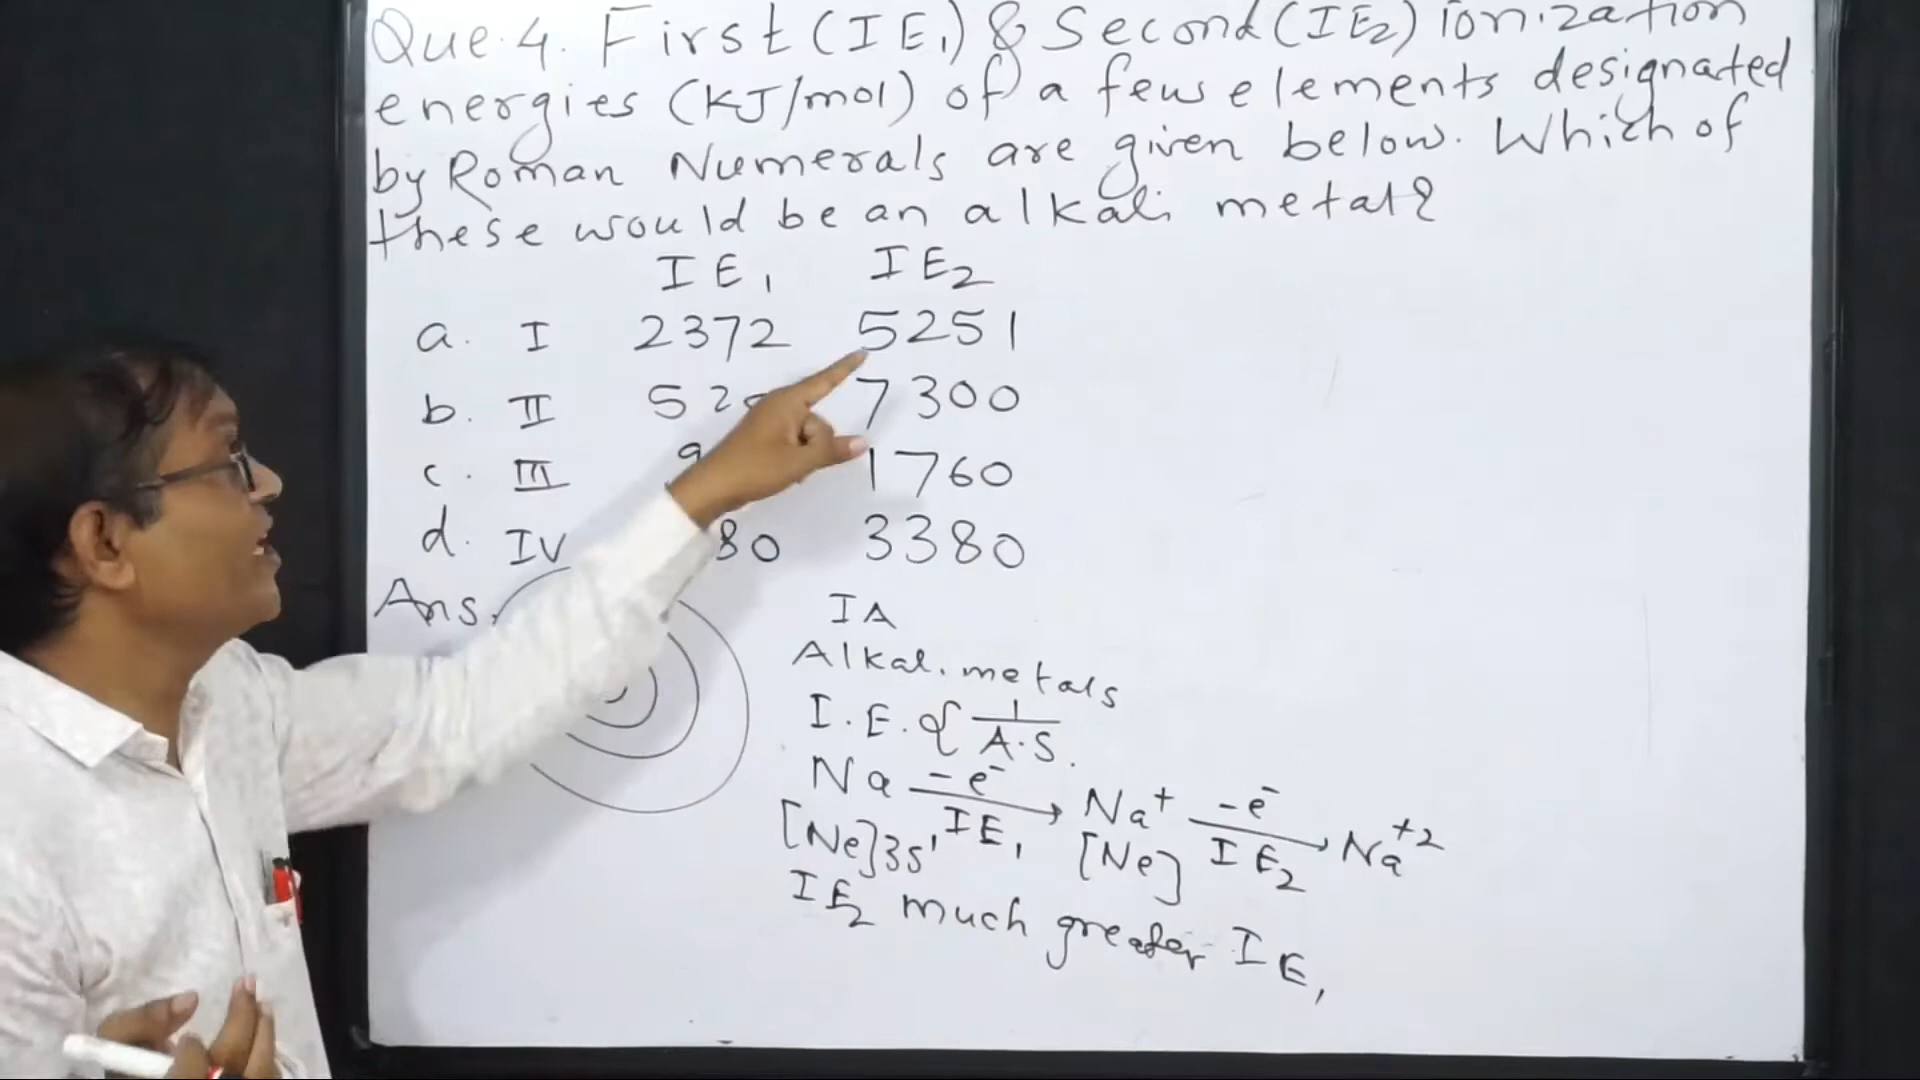 Que.4. First (IE1) & Second (IE2) ionization
energies (KJ/mol) of a few elements designated
by Roman Numerals are given below. Which of
these would be an alkali metal?
IE1 IE2
a. I 2372 5251
b. II 52 7300
c. III 9 1760
d. IV 80 3380
Ans.
IA
Alkali metals
I.E. ∝ 1/A.S.
Na -e⁻ → Na⁺ -e⁻ → Na⁺²
[Ne]3s¹ IE1 [Ne] IE2
IE2 much greater IE1